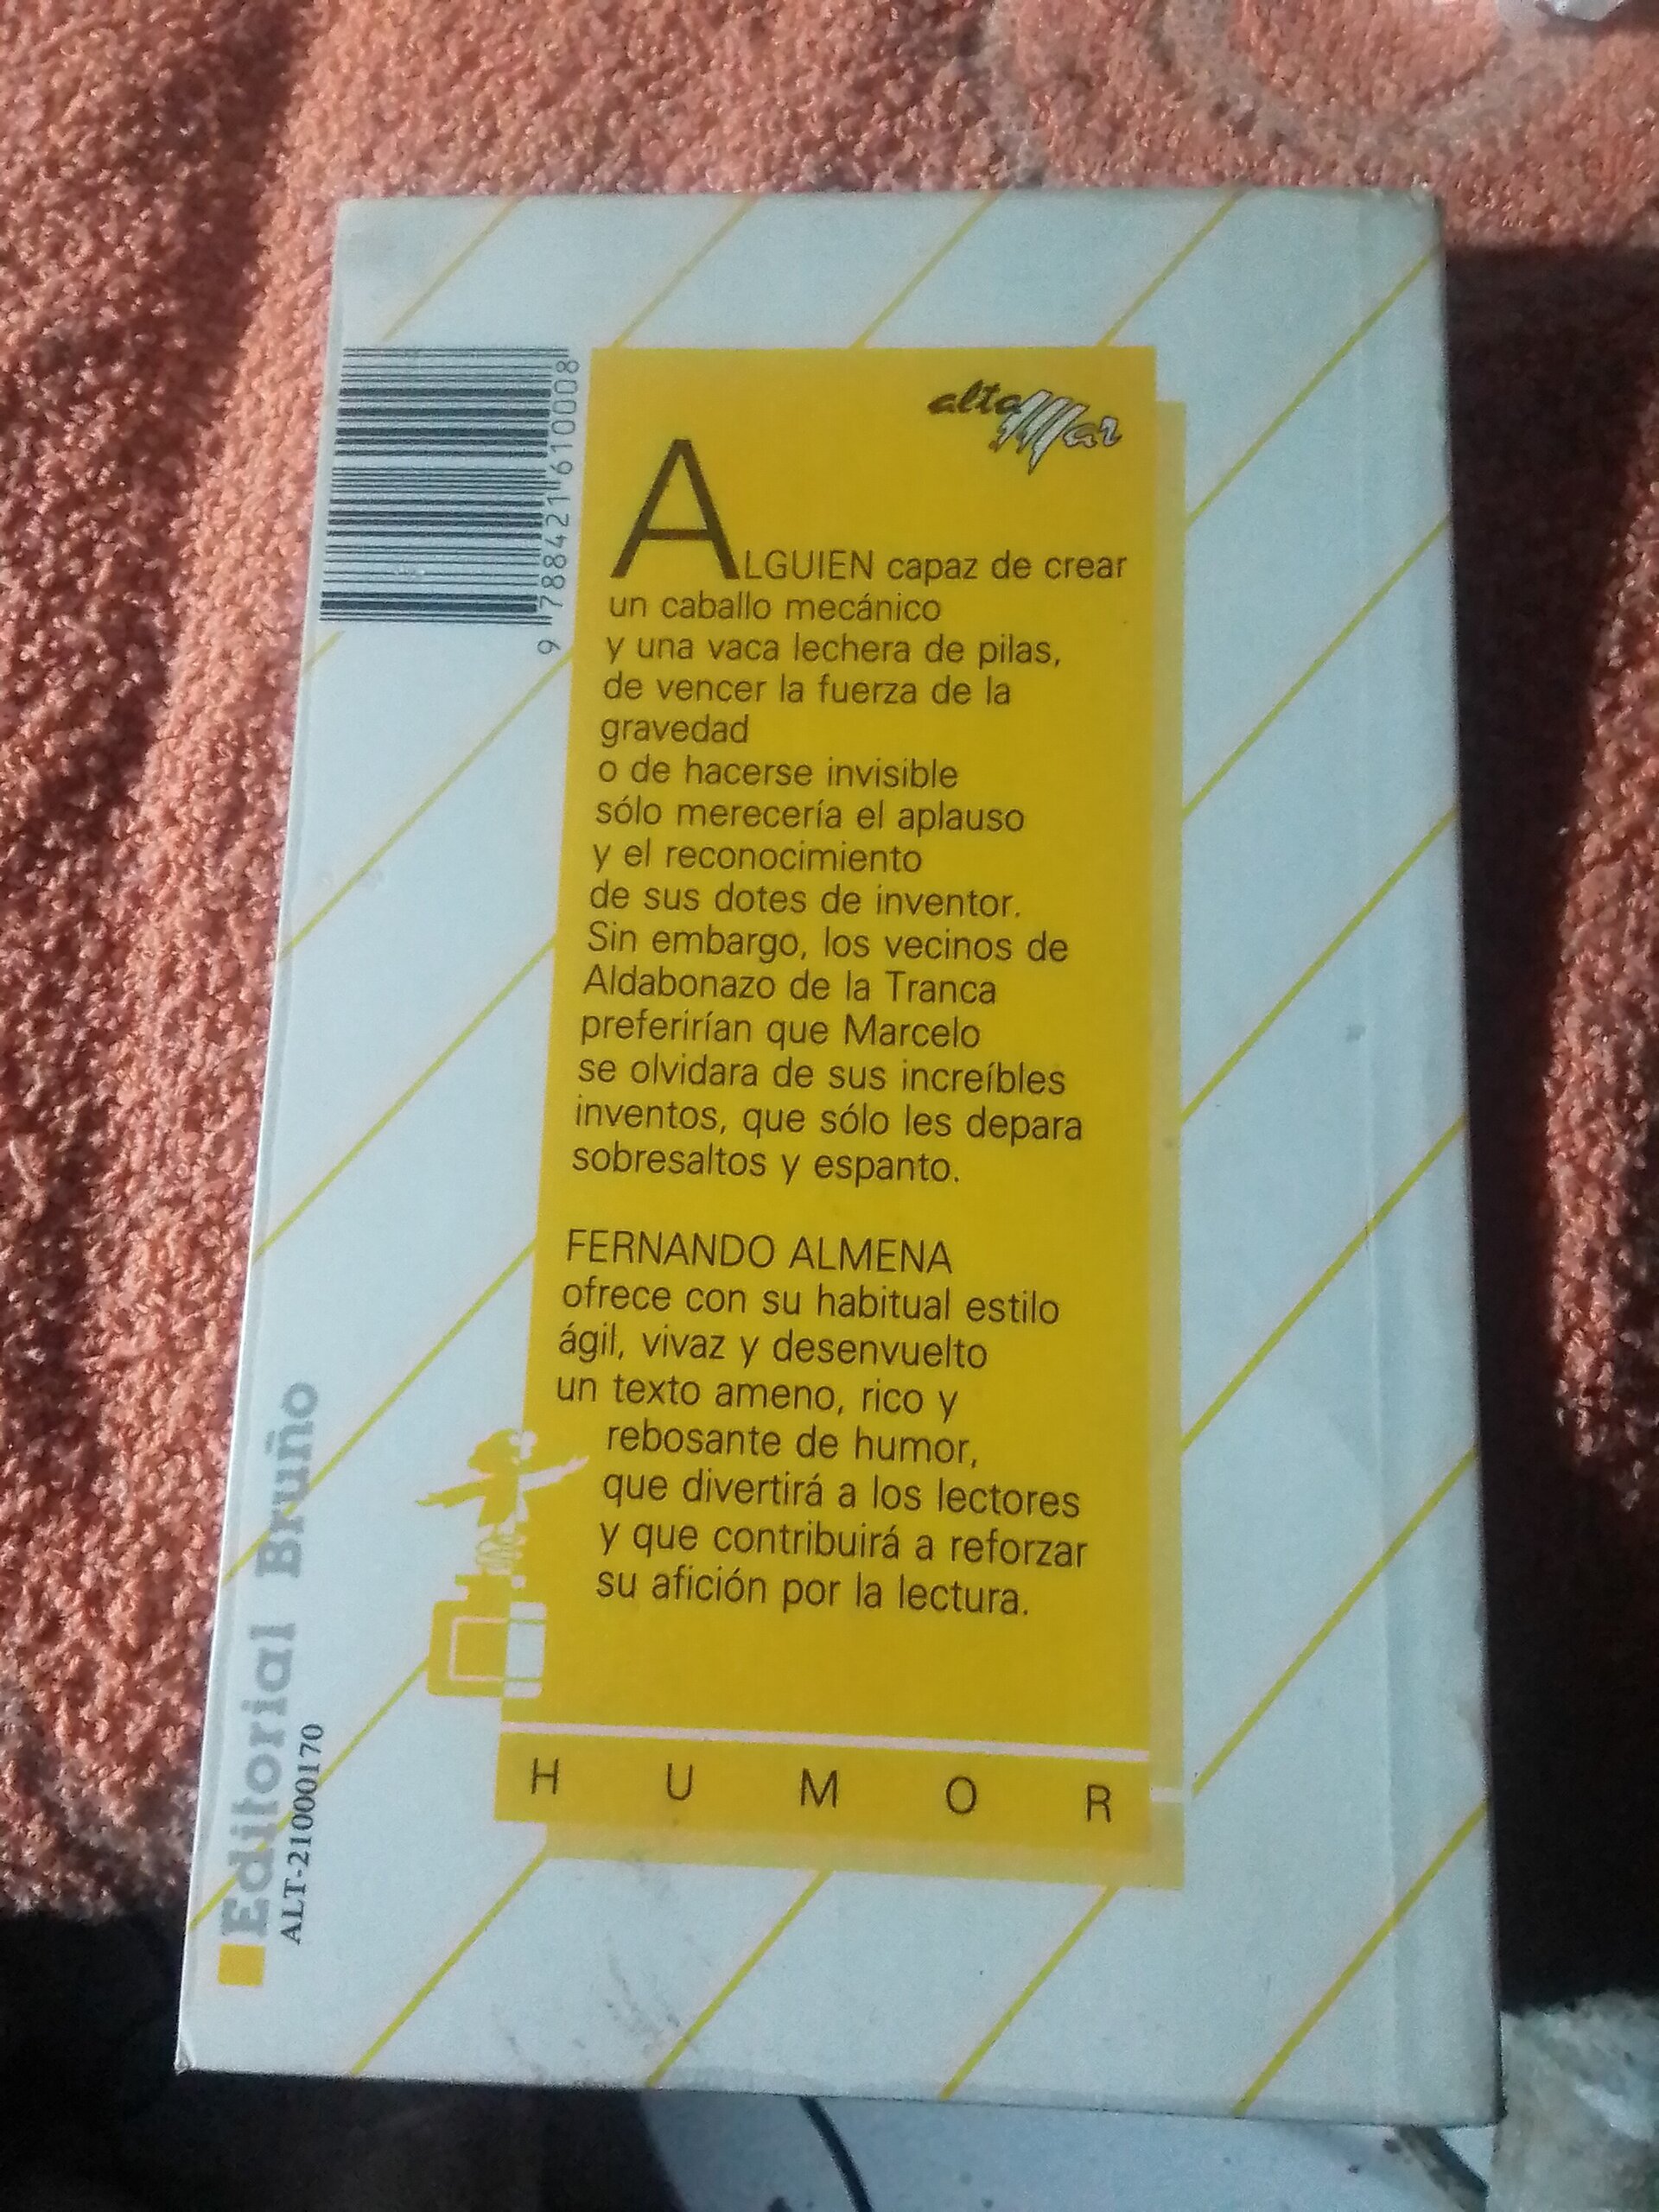 alta Mar
ALGUIEN capaz de crear
un caballo mecánico
y una vaca lechera de pilas,
de vencer la fuerza de la
gravedad
o de hacerse invisible
sólo merecería el aplauso
y el reconocimiento
de sus dotes de inventor.
Sin embargo, los vecinos de
Aldabonazo de la Tranca
preferirían que Marcelo
se olvidara de sus increíbles
inventos, que sólo les depara
sobresaltos y espanto.
FERNANDO ALMENA
ofrece con su habitual estilo
ágil, vivaz y desenvuelto
un texto ameno, rico y
rebosante de humor,
que divertirá a los lectores
y que contribuirá a reforzar
su afición por la lectura.
HUMOR
9 788421 610008
Editorial Bruño
ALT-21000170